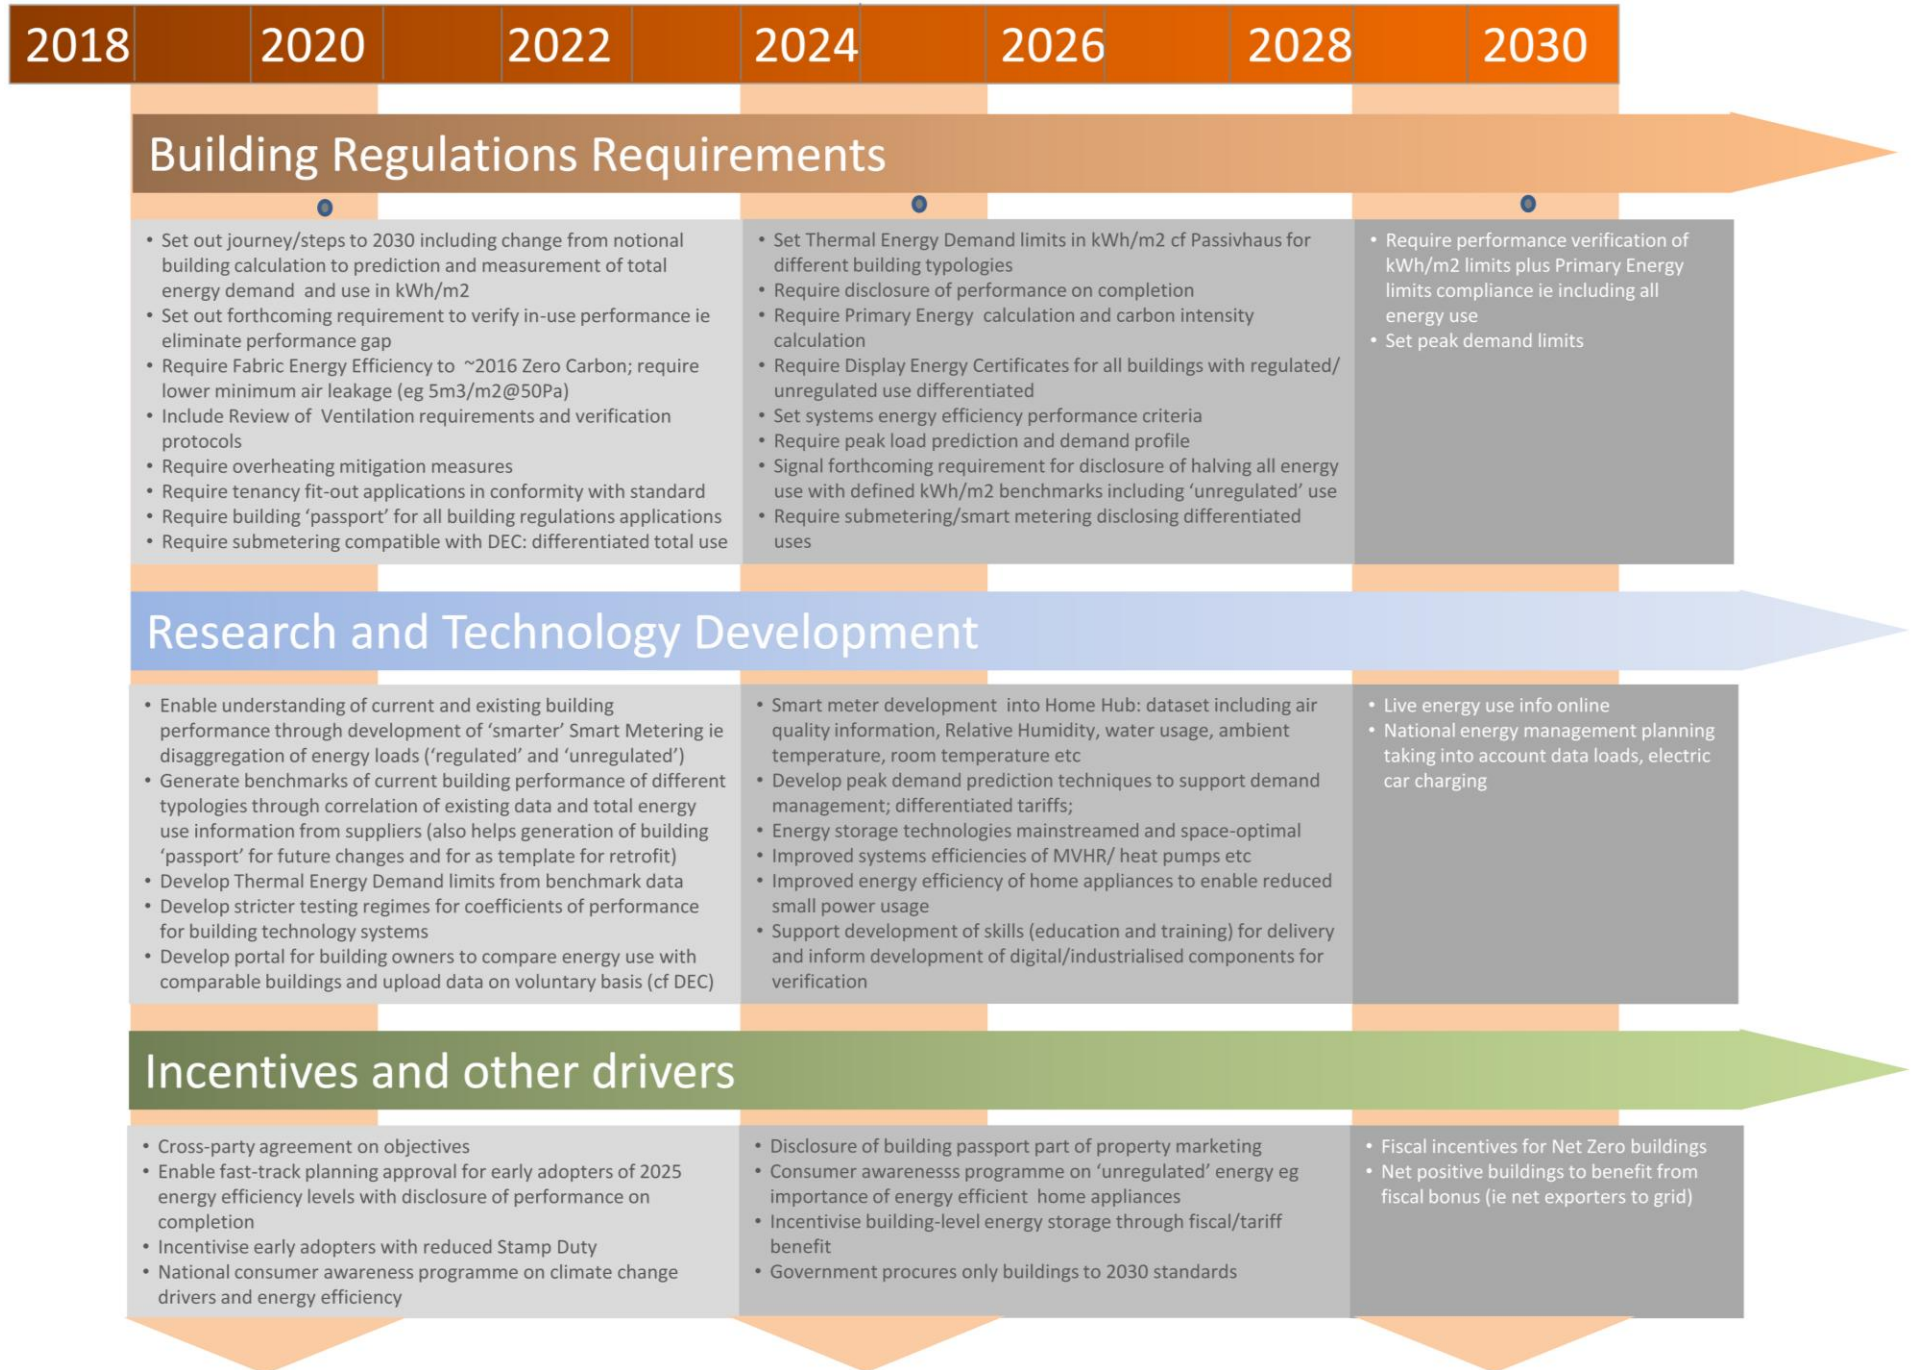 2018 2020 2022 2024 2026 2028 2030
Building Regulations Requirements
• Set out journey/steps to 2030 including change from notional
building calculation to prediction and measurement of total
energy demand and use in kWh/m2
• Set out forthcoming requirement to verify in-use performance ie
eliminate performance gap
• Require Fabric Energy Efficiency to ~2016 Zero Carbon; require
lower minimum air leakage (eg 5m3/m2@50Pa)
• Include Review of Ventilation requirements and verification
protocols
• Require overheating mitigation measures
• Require tenancy fit-out applications in conformity with standard
• Require building ‘passport’ for all building regulations applications
• Require submetering compatible with DEC: differentiated total use
• Set Thermal Energy Demand limits in kWh/m2 cf Passivhaus for
different building typologies
• Require disclosure of performance on completion
• Require Primary Energy calculation and carbon intensity
calculation
• Require Display Energy Certificates for all buildings with regulated/
unregulated use differentiated
• Set systems energy efficiency performance criteria
• Require peak load prediction and demand profile
• Signal forthcoming requirement for disclosure of halving all energy
use with defined kWh/m2 benchmarks including ‘unregulated’ use
• Require submetering/smart metering disclosing differentiated
uses
• Require performance verification of
kWh/m2 limits plus Primary Energy
limits compliance ie including all
energy use
• Set peak demand limits
Research and Technology Development
• Enable understanding of current and existing building
performance through development of ‘smarter’ Smart Metering ie
disaggregation of energy loads (‘regulated’ and ‘unregulated’)
• Generate benchmarks of current building performance of different
typologies through correlation of existing data and total energy
use information from suppliers (also helps generation of building
‘passport’ for future changes and for as template for retrofit)
• Develop Thermal Energy Demand limits from benchmark data
• Develop stricter testing regimes for coefficients of performance
for building technology systems
• Develop portal for building owners to compare energy use with
comparable buildings and upload data on voluntary basis (cf DEC)
• Smart meter development into Home Hub: dataset including air
quality information, Relative Humidity, water usage, ambient
temperature, room temperature etc
• Develop peak demand prediction techniques to support demand
management; differentiated tariffs;
• Energy storage technologies mainstreamed and space-optimal
• Improved systems efficiencies of MVHR/ heat pumps etc
• Improved energy efficiency of home appliances to enable reduced
small power usage
• Support development of skills (education and training) for delivery
and inform development of digital/industrialised components for
verification
• Live energy use info online
• National energy management planning
taking into account data loads, electric
car charging
Incentives and other drivers
• Cross-party agreement on objectives
• Enable fast-track planning approval for early adopters of 2025
energy efficiency levels with disclosure of performance on
completion
• Incentivise early adopters with reduced Stamp Duty
• National consumer awareness programme on climate change
drivers and energy efficiency
• Disclosure of building passport part of property marketing
• Consumer awarenesss programme on ‘unregulated’ energy eg
importance of energy efficient home appliances
• Incentivise building-level energy storage through fiscal/tariff
benefit
• Government procures only buildings to 2030 standards
• Fiscal incentives for Net Zero buildings
• Net positive buildings to benefit from
fiscal bonus (ie net exporters to grid)